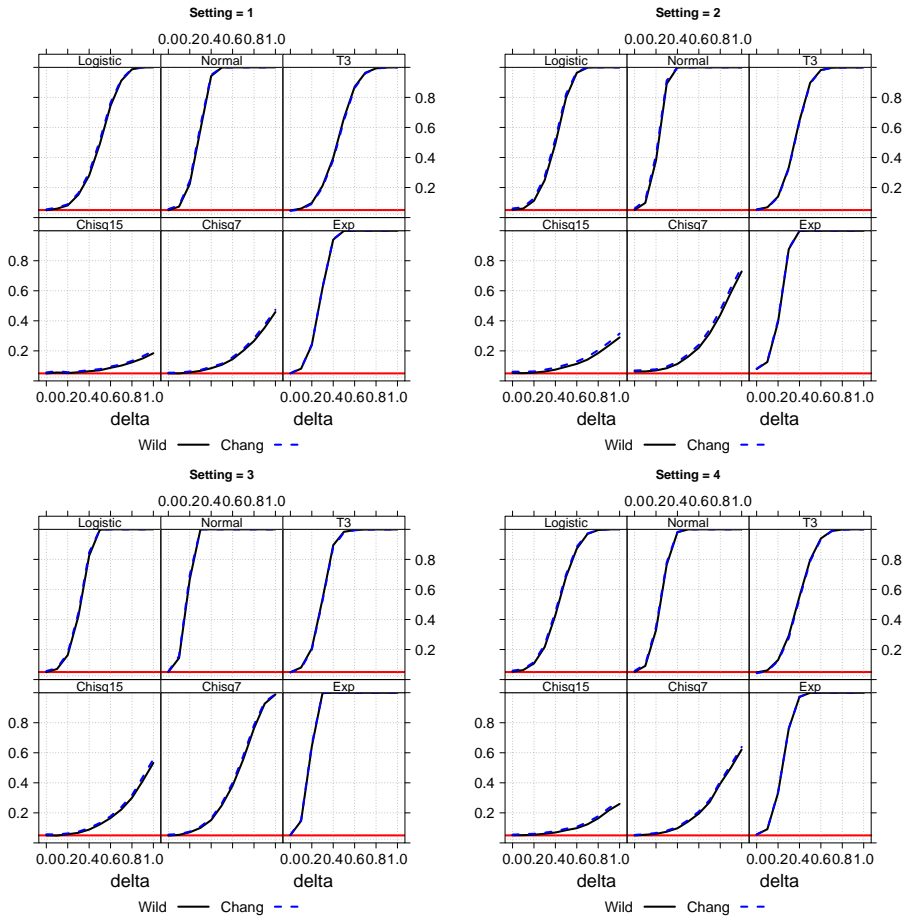 Setting = 1
0.00.20.40.60.81.0
Logistic Normal T3
0.8
0.6
0.4
0.2
Chisq15 Chisq7 Exp
0.8
0.6
0.4
0.2
0.00.20.40.60.81.0 0.00.20.40.60.81.0
delta delta
Wild Chang
Setting = 2
0.00.20.40.60.81.0
Logistic Normal T3
0.8
0.6
0.4
0.2
Chisq15 Chisq7 Exp
0.8
0.6
0.4
0.2
0.00.20.40.60.81.0 0.00.20.40.60.81.0
delta delta
Wild Chang
Setting = 3
0.00.20.40.60.81.0
Logistic Normal T3
0.8
0.6
0.4
0.2
Chisq15 Chisq7 Exp
0.8
0.6
0.4
0.2
0.00.20.40.60.81.0 0.00.20.40.60.81.0
delta delta
Wild Chang
Setting = 4
0.00.20.40.60.81.0
Logistic Normal T3
0.8
0.6
0.4
0.2
Chisq15 Chisq7 Exp
0.8
0.6
0.4
0.2
0.00.20.40.60.81.0 0.00.20.40.60.81.0
delta delta
Wild Chang